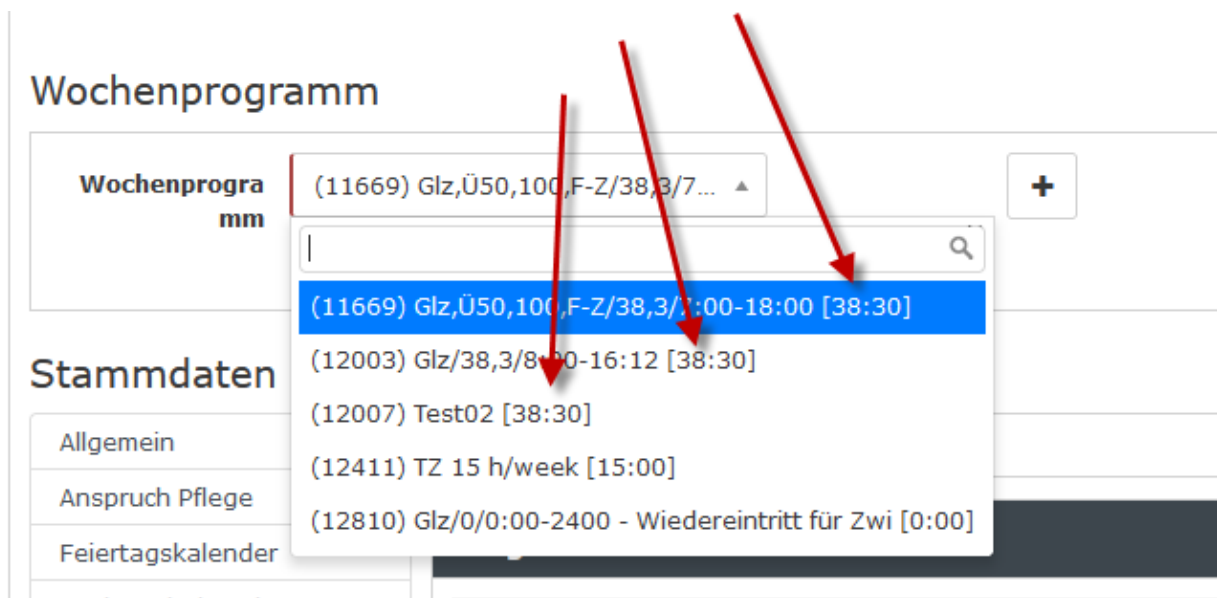 Wochenprogramm
Wochenprogra
mm
(11669) Glz,Ü50,100,F-Z/38,3/7...
(11669) Glz,Ü50,100,F-Z/38,3/7:00-18:00 [38:30]
(12003) Glz/38,3/8:00-16:12 [38:30]
(12007) Test02 [38:30]
(12411) TZ 15 h/week [15:00]
(12810) Glz/0/0:00-2400 - Wiedereintritt für Zwi [0:00]
Stammdaten
Allgemein
Anspruch Pflege
Feiertagskalender